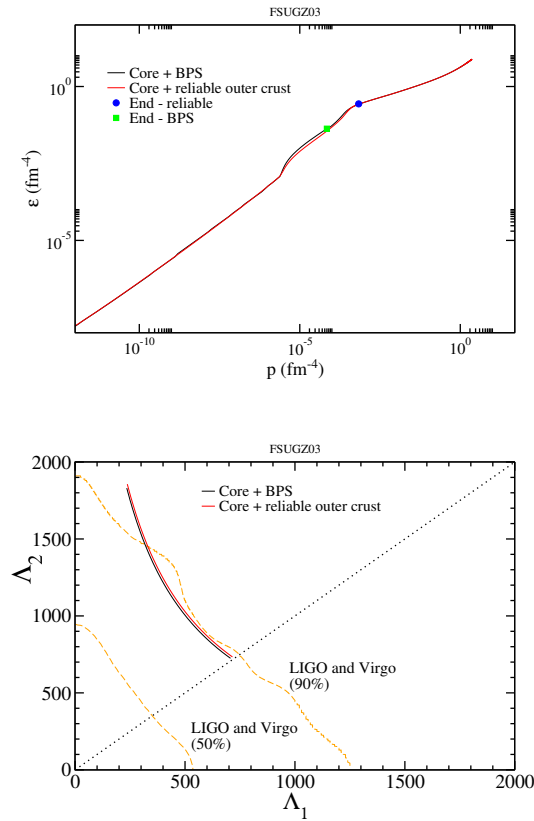 FSUGZ03
Core + BPS
Core + reliable outer crust
End - reliable
End - BPS
10^0
10^-5
ε (fm^-4)
10^-10
10^-5
10^0
p (fm^-4)
FSUGZ03
2000
1500
1000
500
0
Λ_2
Core + BPS
Core + reliable outer crust
LIGO and Virgo
(90%)
LIGO and Virgo
(50%)
0
500
1000
1500
2000
Λ_1